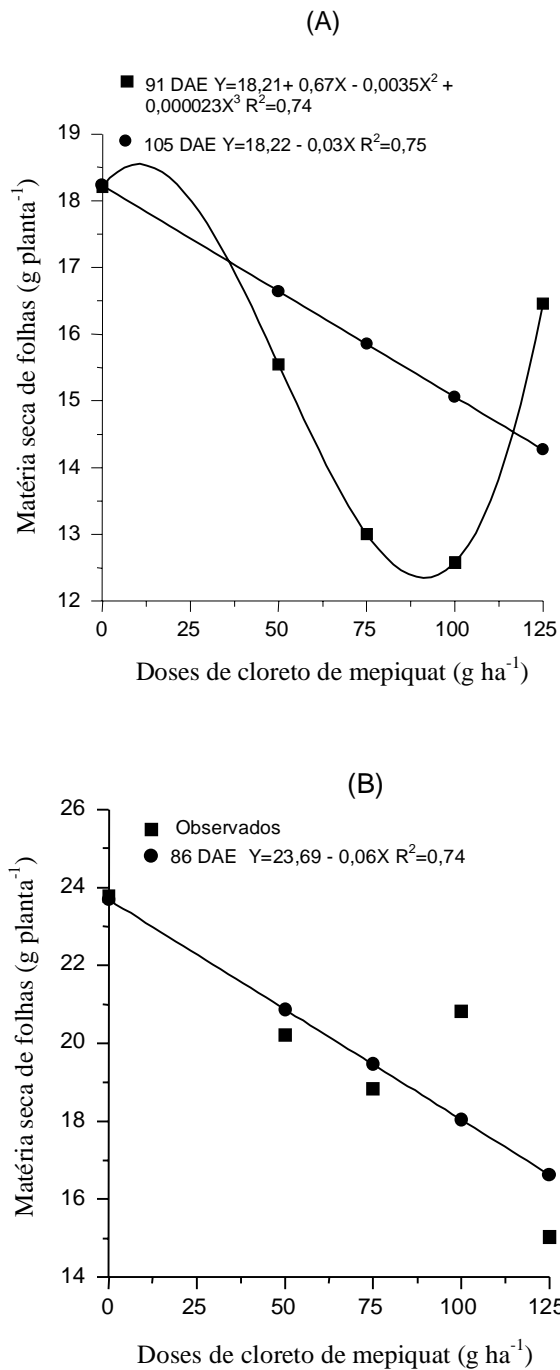 (A)
91 DAE Y=18,21+ 0,67X - 0,0035X² +
0,000023X³ R²=0,74
105 DAE Y=18,22 - 0,03X R²=0,75
19
18
17
16
15
14
13
12
0 25 50 75 100 125
Matéria seca de folhas (g planta⁻¹)
Doses de cloreto de mepiquat (g ha⁻¹)
(B)
Observados
86 DAE Y=23,69 - 0,06X R²=0,74
26
24
22
20
18
16
14
0 25 50 75 100 125
Matéria seca de folhas (g planta⁻¹)
Doses de cloreto de mepiquat (g ha⁻¹)